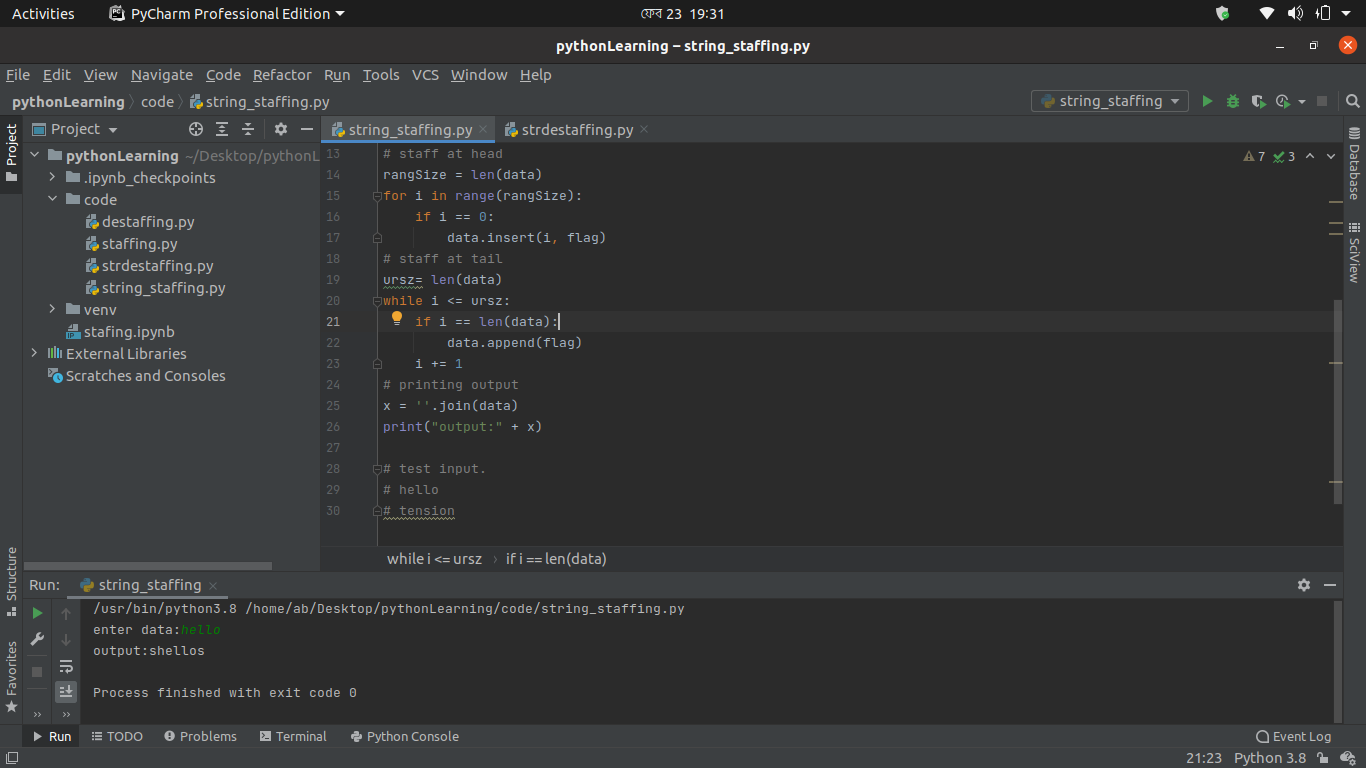 Activities PyCharm Professional Edition ফেব 23 19:31
pythonLearning – string_staffing.py
File Edit View Navigate Code Refactor Run Tools VCS Window Help
pythonLearning code string_staffing.py string_staffing
Project
string_staffing.py strdestaffing.py
pythonLearning ~/Desktop/pythonL
.ipynb_checkpoints
code
destaffing.py
staffing.py
strdestaffing.py
string_staffing.py
venv
stafing.ipynb
External Libraries
Scratches and Consoles
7 3
13 # staff at head
14 rangSize = len(data)
15 for i in range(rangSize):
16 if i == 0:
17 data.insert(i, flag)
18 # staff at tail
19 ursz= len(data)
20 while i <= ursz:
21 if i == len(data):
22 data.append(flag)
23 i += 1
24 # printing output
25 x = ''.join(data)
26 print("output:" + x)
27
28 # test input.
29 # hello
30 # tension
while i <= ursz if i == len(data)
Project
Structure
Favorites
Database
SciView
Run: string_staffing
/usr/bin/python3.8 /home/ab/Desktop/pythonLearning/code/string_staffing.py
enter data:hello
output:shellos
Process finished with exit code 0
Run TODO Problems Terminal Python Console Event Log
21:23 Python 3.8